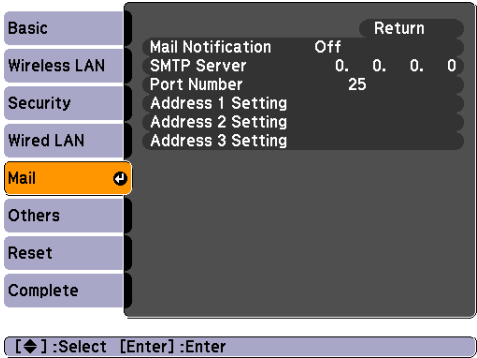 Basic
Wireless LAN
Security
Wired LAN
Mail
Others
Reset
Complete
Return
Mail Notification Off
SMTP Server 0. 0. 0. 0
Port Number 25
Address 1 Setting
Address 2 Setting
Address 3 Setting
[◆] :Select [Enter] :Enter